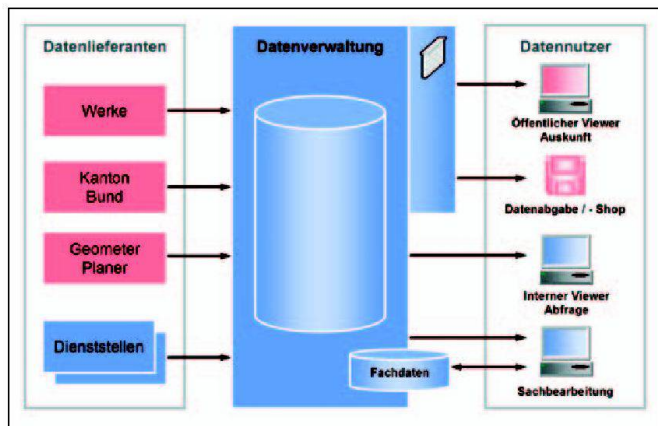 Datenlieferanten
Werke
Kanton
Bund
Geometer
Planer
Dienststellen
Datenverwaltung
Fachdaten
Datennutzer
Öffentlicher Viewer
Auskunft
Datenabgabe / - Shop
Interner Viewer
Abfrage
Sachbearbeitung